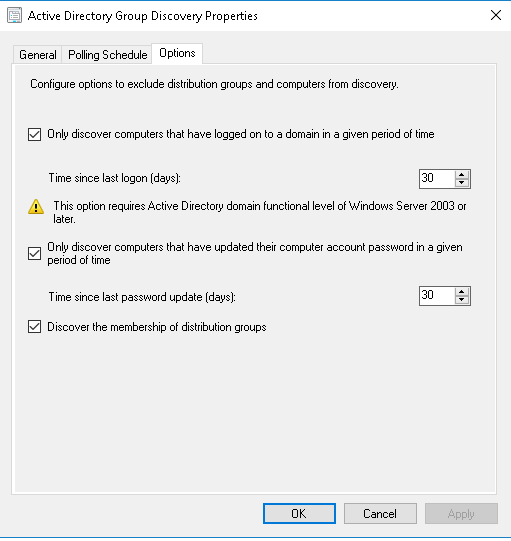 Active Directory Group Discovery Properties
General
Polling Schedule
Options
Configure options to exclude distribution groups and computers from discovery.
Only discover computers that have logged on to a domain in a given period of time
Time since last logon (days):
30
This option requires Active Directory domain functional level of Windows Server 2003 or
later.
Only discover computers that have updated their computer account password in a given
period of time
Time since last password update (days):
30
Discover the membership of distribution groups
OK
Cancel
Apply